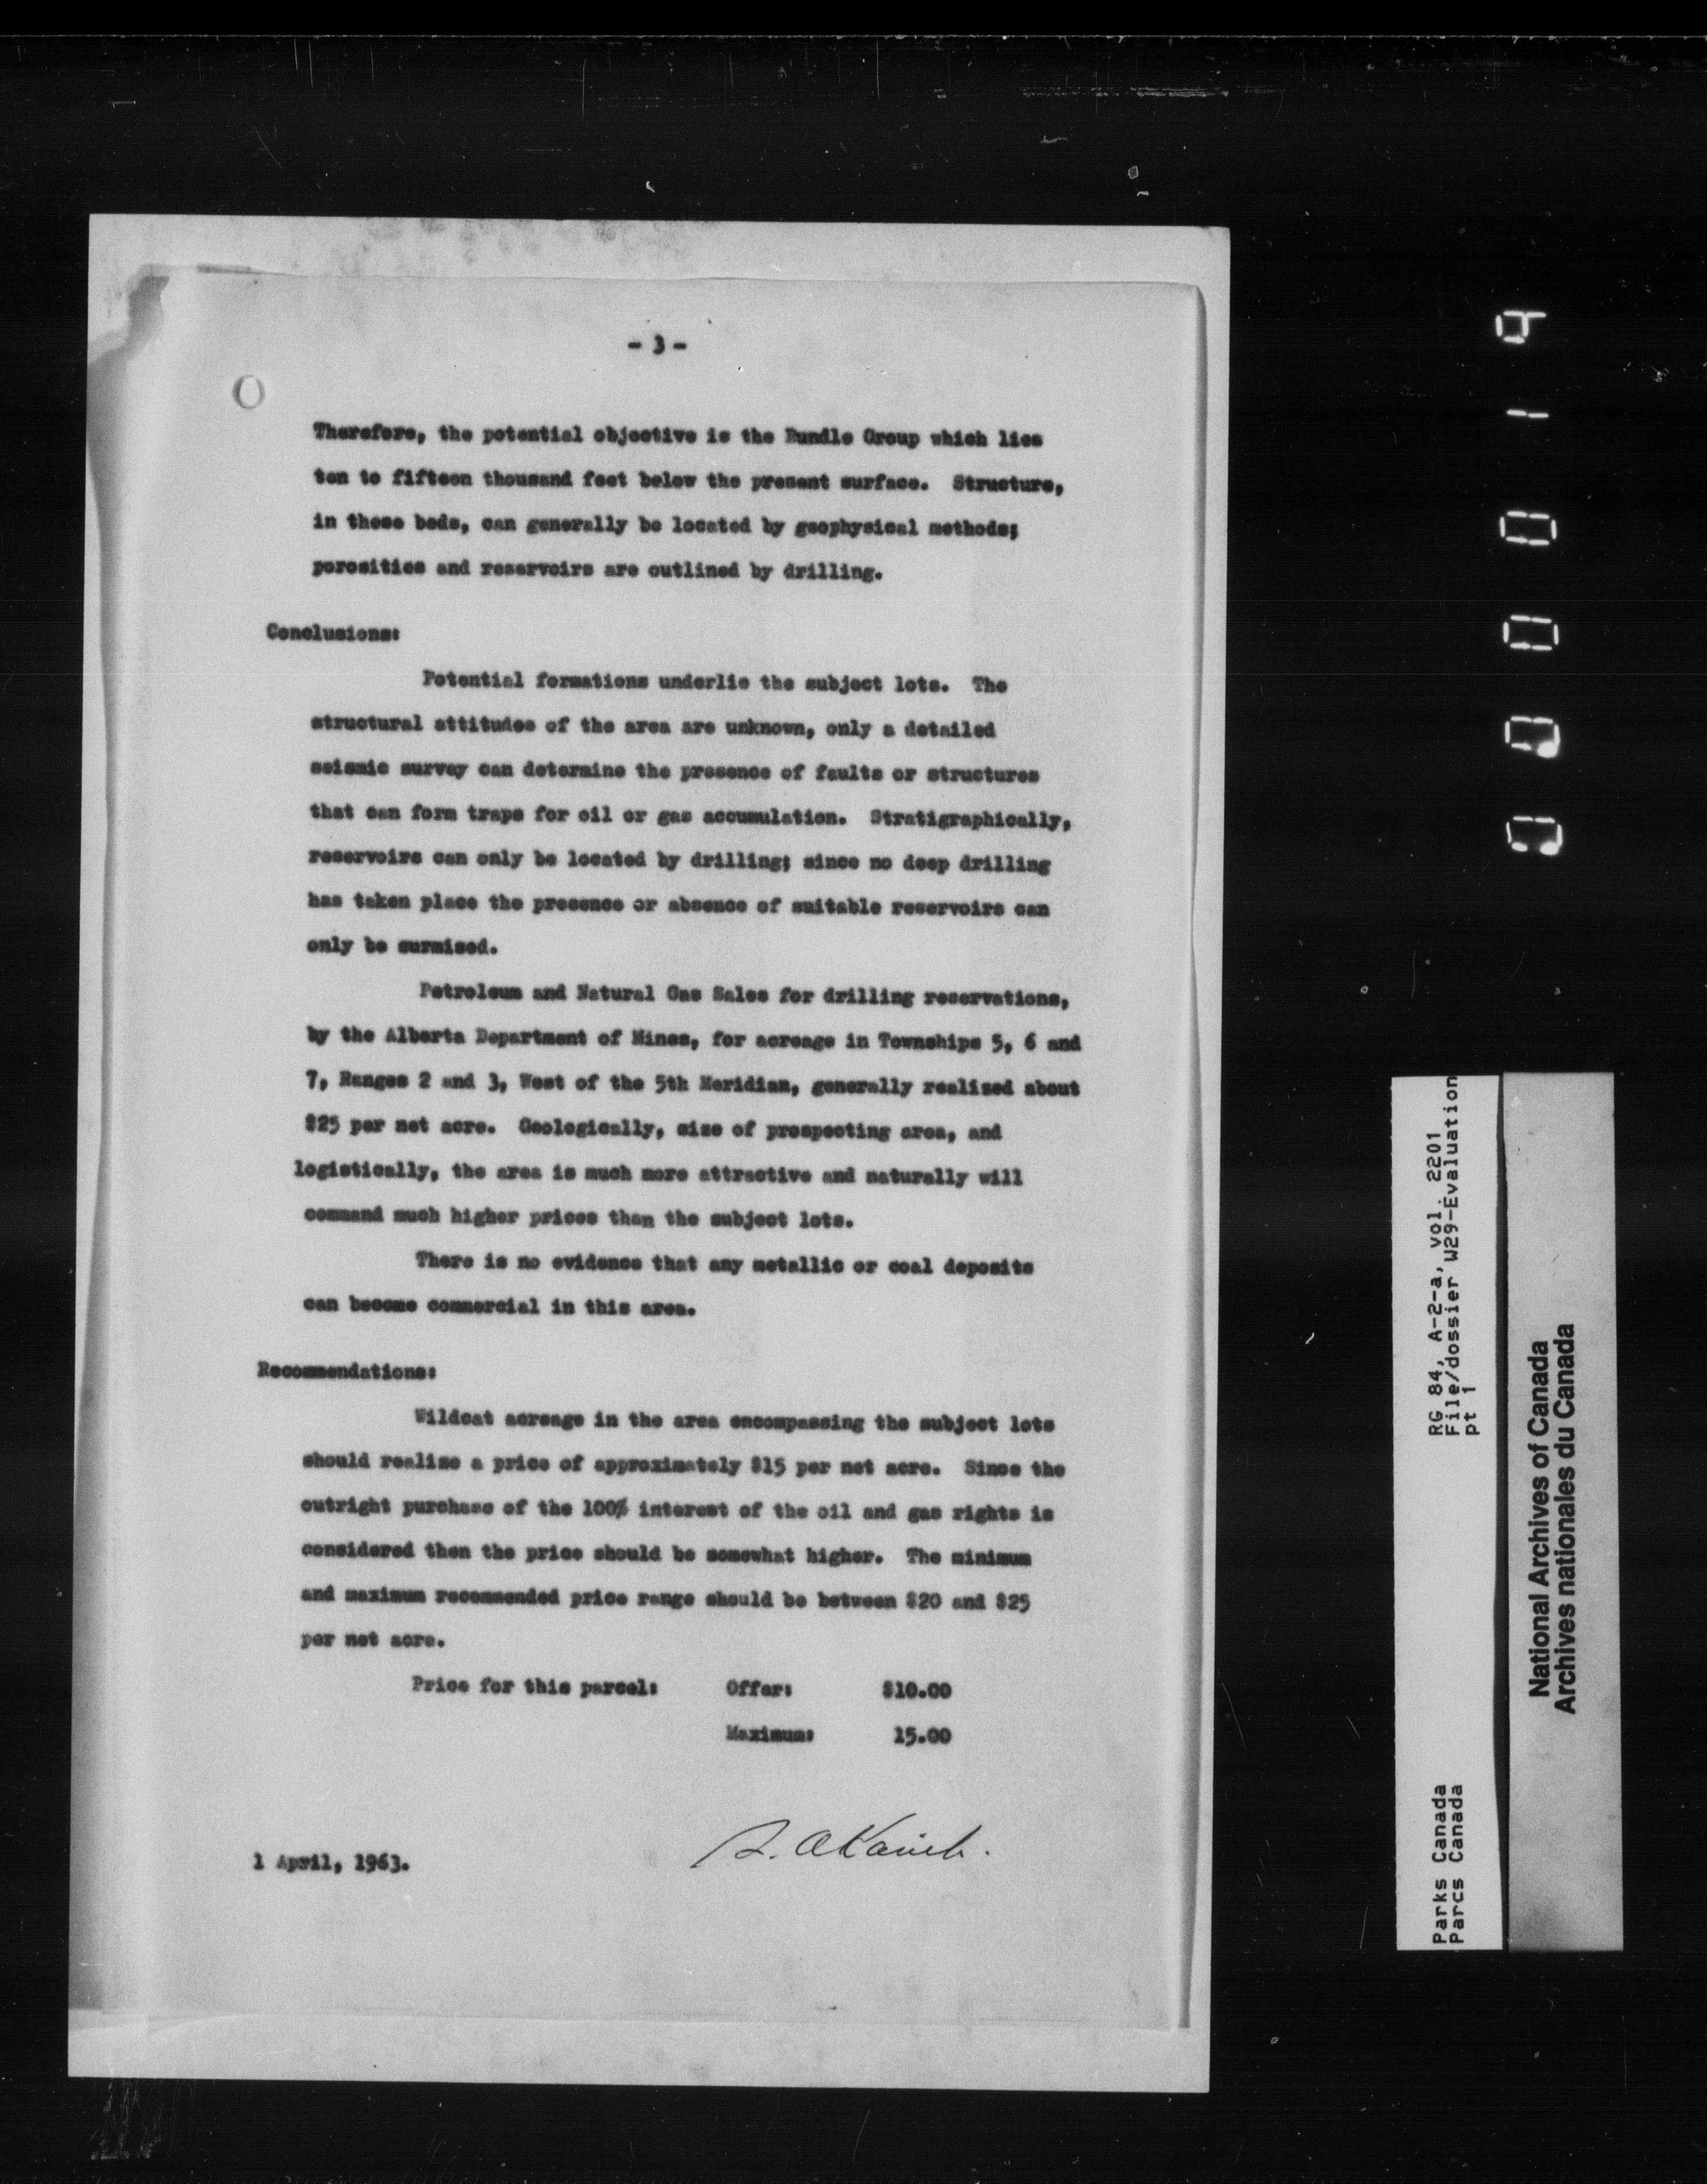 - 3 -
Therefore, the potential objective is the Rundle Group which lies
ten to fifteen thousand feet below the present surface. Structure,
in these beds, can generally be located by geophysical methods;
porosities and reservoirs are outlined by drilling.
Conclusions:
Potential formations underlie the subject lots. The
structural attitudes of the area are unknown, only a detailed
seismic survey can determine the presence of faults or structures
that can form traps for oil or gas accumulation. Stratigraphically,
reservoirs can only be located by drilling; since no deep drilling
has taken place the presence or absence of suitable reservoirs can
only be surmised.
Petroleum and Natural Gas Sales for drilling reservations,
by the Alberta Department of Mines, for acreage in Townships 5, 6 and
7, Ranges 2 and 3, West of the 5th Meridian, generally realized about
$25 per net acre. Geologically, size of prospecting area, and
logistically, the area is much more attractive and naturally will
command much higher prices than the subject lots.
There is no evidence that any metallic or coal deposits
can become commercial in this area.
Recommendations:
Wildcat acreage in the area encompassing the subject lots
should realize a price of approximately $15 per net acre. Since the
outright purchase of the 100% interest of the oil and gas rights is
considered then the price should be somewhat higher. The minimum
and maximum recommended price range should be between $20 and $25
per net acre.
Price for this parcel: Offer: $10.00
Maximum: 15.00
1 April, 1963.
RG 84, A-2-a, vol. 2201
File/dossier W29-Evaluation
pt 1
Parks Canada
Parcs Canada
National Archives of Canada
Archives nationales du Canada